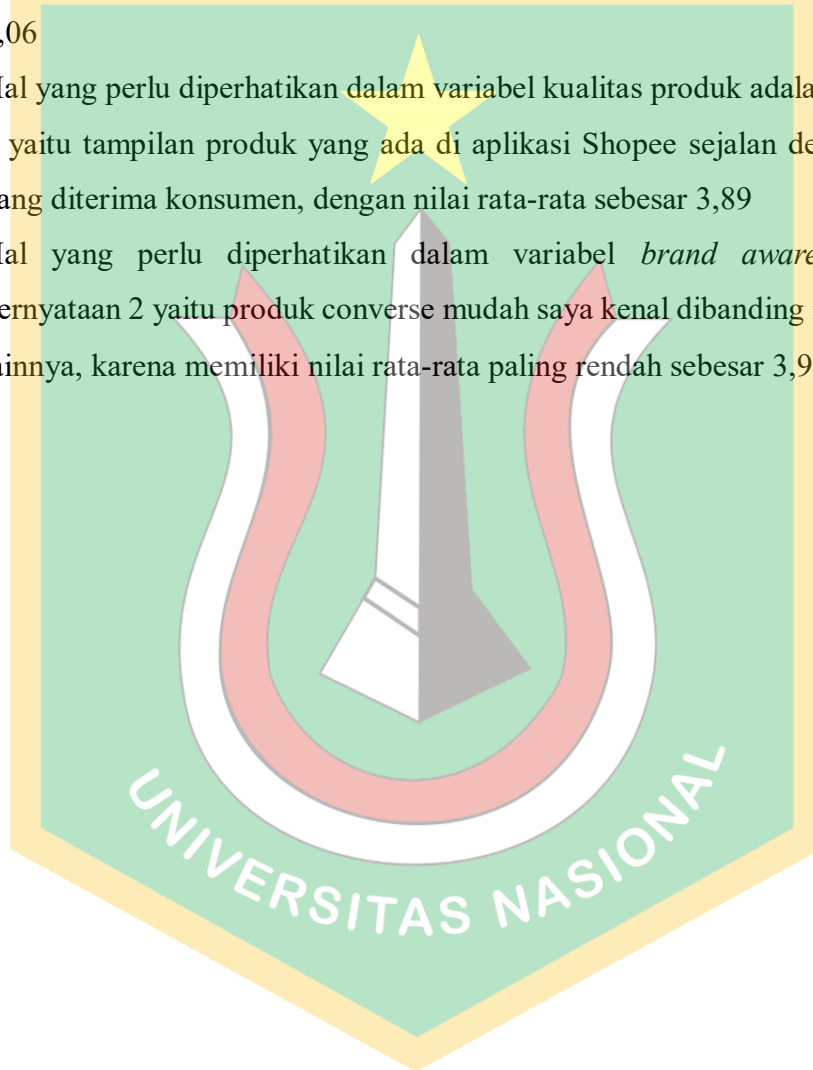 ,06
al yang perlu diperhatikan dalam variabel kualitas produk adala
yaitu tampilan produk yang ada di aplikasi Shopee sejalan de
ang diterima konsumen, dengan nilai rata-rata sebesar 3,89
al yang perlu diperhatikan dalam variabel brand aware
ernyataan 2 yaitu produk converse mudah saya kenal dibanding
ainnya, karena memiliki nilai rata-rata paling rendah sebesar 3,9
UNIVERSITAS NASIONAL